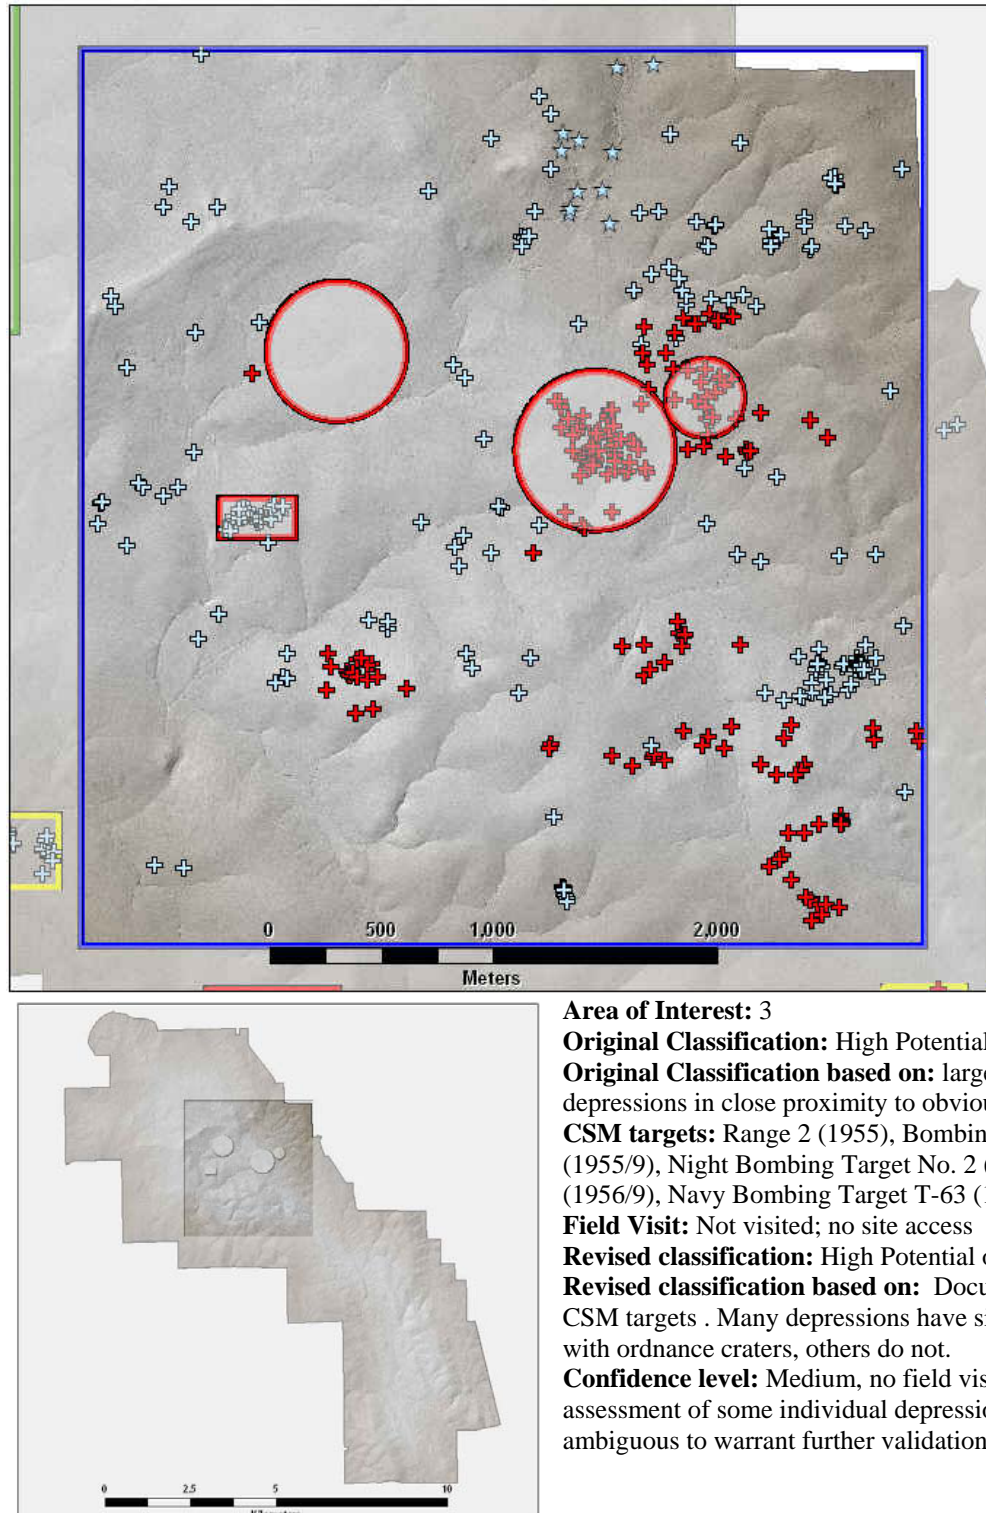 0 500 1,000 2,000
Meters
Area of Interest: 3
Original Classification: High Potential
Original Classification based on: large
depressions in close proximity to obviou
CSM targets: Range 2 (1955), Bombin
(1955/9), Night Bombing Target No. 2 (
(1956/9), Navy Bombing Target T-63 (1
Field Visit: Not visited; no site access
Revised classification: High Potential o
Revised classification based on: Docu
CSM targets . Many depressions have si
with ordnance craters, others do not.
Confidence level: Medium, no field vis
assessment of some individual depressio
ambiguous to warrant further validation
0 2.5 5 10